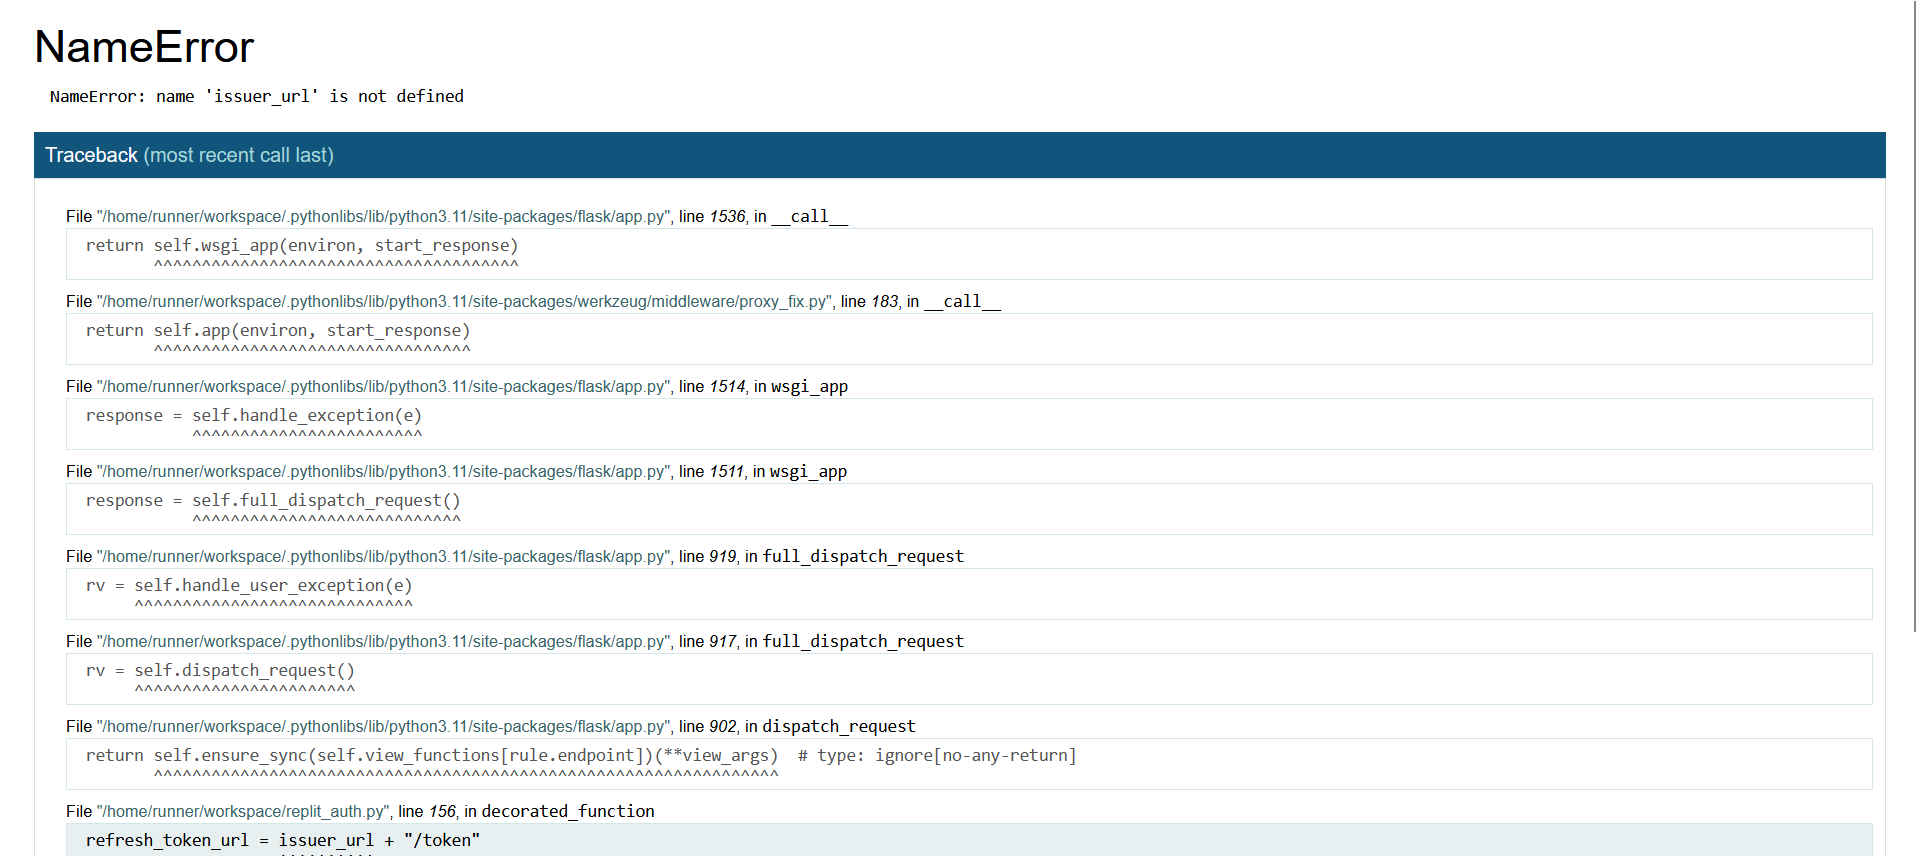 NameError
NameError: name 'issuer_url' is not defined
Traceback (most recent call last)
File "/home/runner/workspace/.pythonlibs/lib/python3.11/site-packages/flask/app.py", line 1536, in __call__
return self.wsgi_app(environ, start_response)
^^^^^^^^^^^^^^^^^^^^^^^^^^^^^^^^^^^^^^
File "/home/runner/workspace/.pythonlibs/lib/python3.11/site-packages/werkzeug/middleware/proxy_fix.py", line 183, in __call__
return self.app(environ, start_response)
^^^^^^^^^^^^^^^^^^^^^^^^^^^^^^^^^
File "/home/runner/workspace/.pythonlibs/lib/python3.11/site-packages/flask/app.py", line 1514, in wsgi_app
response = self.handle_exception(e)
^^^^^^^^^^^^^^^^^^^^^^^^
File "/home/runner/workspace/.pythonlibs/lib/python3.11/site-packages/flask/app.py", line 1511, in wsgi_app
response = self.full_dispatch_request()
^^^^^^^^^^^^^^^^^^^^^^^^^^^^
File "/home/runner/workspace/.pythonlibs/lib/python3.11/site-packages/flask/app.py", line 919, in full_dispatch_request
rv = self.handle_user_exception(e)
^^^^^^^^^^^^^^^^^^^^^^^^^^^^^
File "/home/runner/workspace/.pythonlibs/lib/python3.11/site-packages/flask/app.py", line 917, in full_dispatch_request
rv = self.dispatch_request()
^^^^^^^^^^^^^^^^^^^^^^^
File "/home/runner/workspace/.pythonlibs/lib/python3.11/site-packages/flask/app.py", line 902, in dispatch_request
return self.ensure_sync(self.view_functions[rule.endpoint])(**view_args)  # type: ignore[no-any-return]
^^^^^^^^^^^^^^^^^^^^^^^^^^^^^^^^^^^^^^^^^^^^^^^^^^^^^^^^^^^^^^^^^
File "/home/runner/workspace/replit_auth.py", line 156, in decorated_function
refresh_token_url = issuer_url + "/token"
^^^^^^^^^^